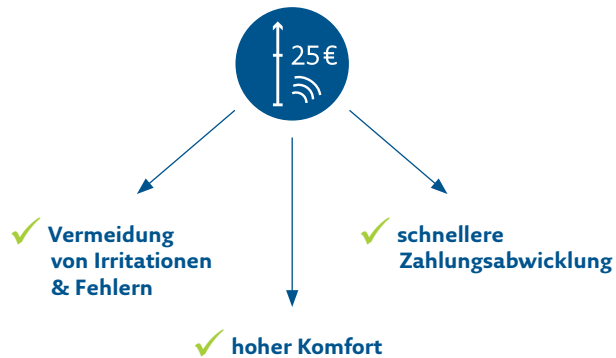 25 €
Vermeidung
von Irritationen
& Fehlern
schnellere
Zahlungsabwicklung
hoher Komfort